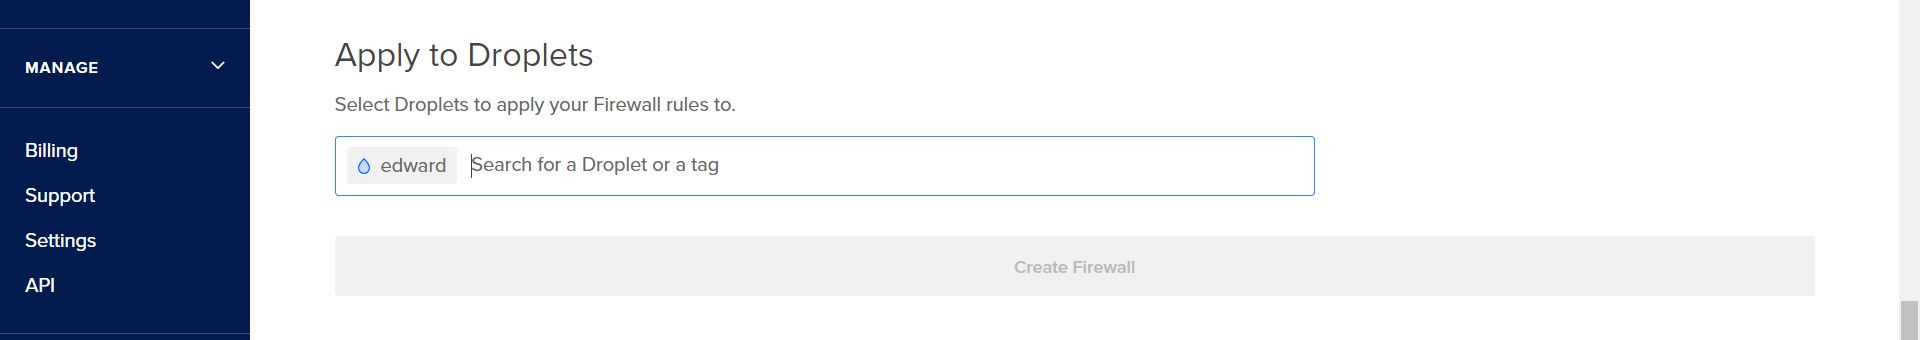 MANAGE
Billing
Support
Settings
API
Apply to Droplets
Select Droplets to apply your Firewall rules to.
edward Search for a Droplet or a tag
Create Firewall